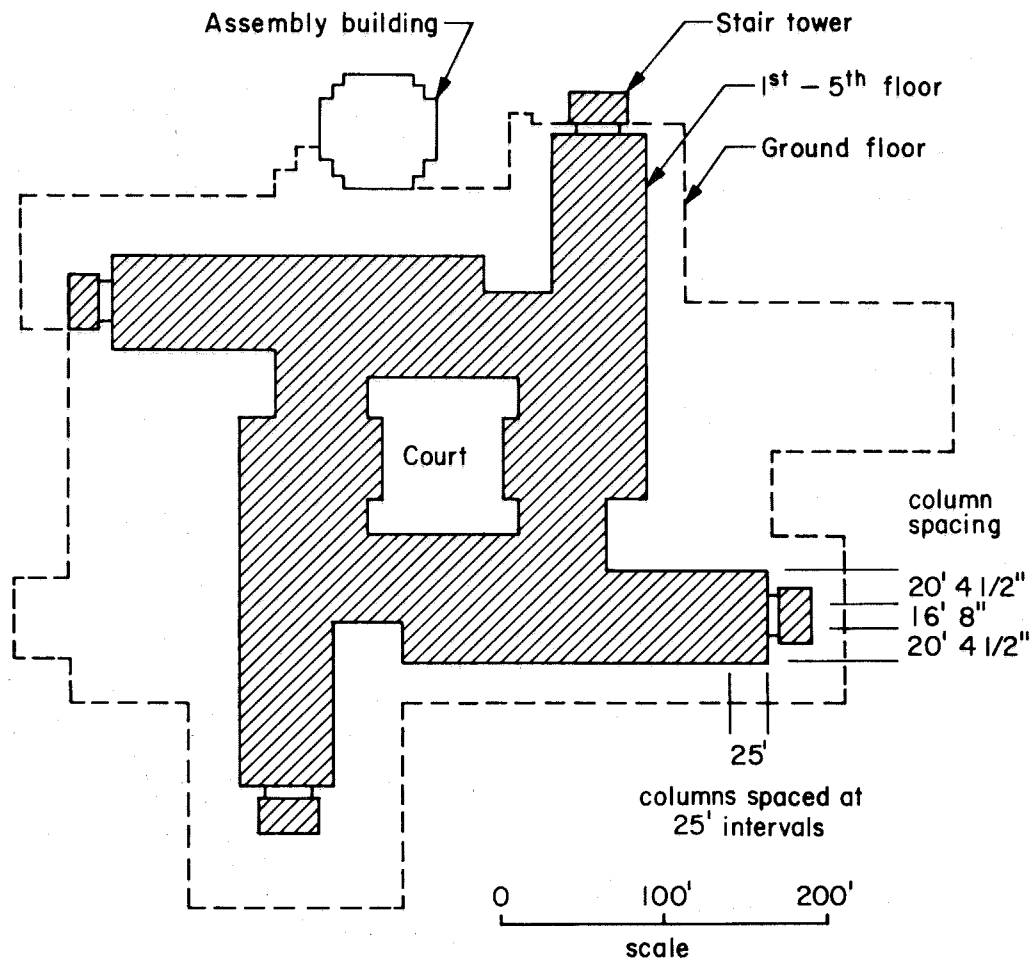 Assembly building
Stair tower
1st – 5th floor
Ground floor
Court
column
spacing
20' 4 1/2"
16' 8"
20' 4 1/2"
25'
columns spaced at
25' intervals
0 100' 200'
scale